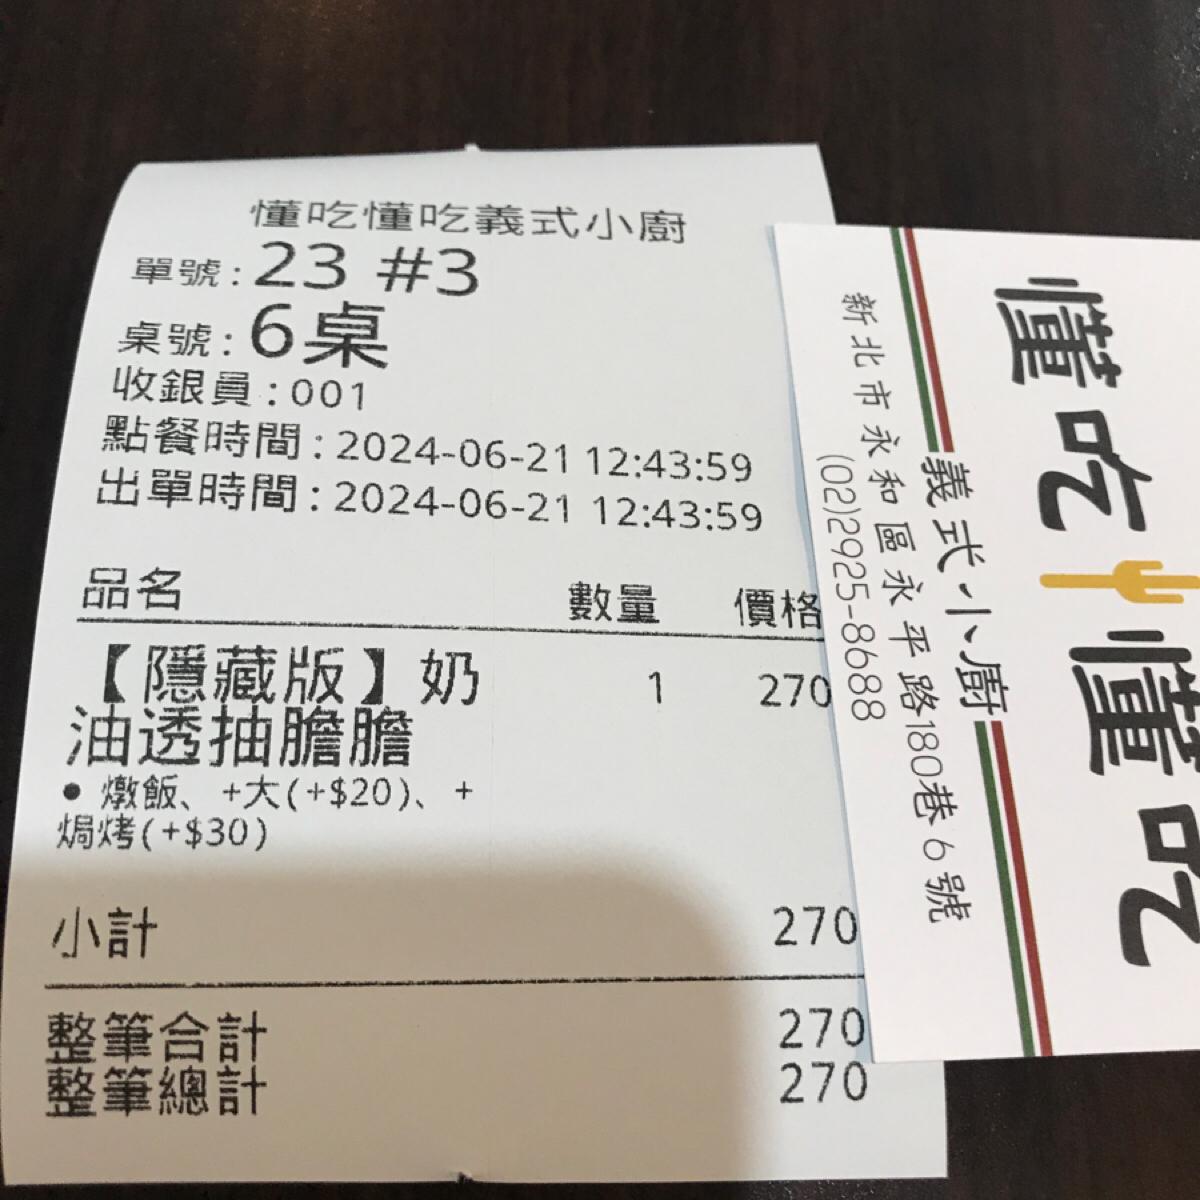 懂吃懂吃義式小廚
單號:23 #3
桌號:6桌
收銀員:001
點餐時間:2024-06-21 12:43:59
出單時間:2024-06-21 12:43:59
品名 數量 價格
【隱藏版】奶 1 270
油透抽膽膽
• 燉飯、+大(+$20)、+
焗烤(+$30)
小計 270
整筆合計 270
整筆總計 270
懂吃懂吃
義式小廚
新北市永和區永平路180巷6號
(02)2925-8688